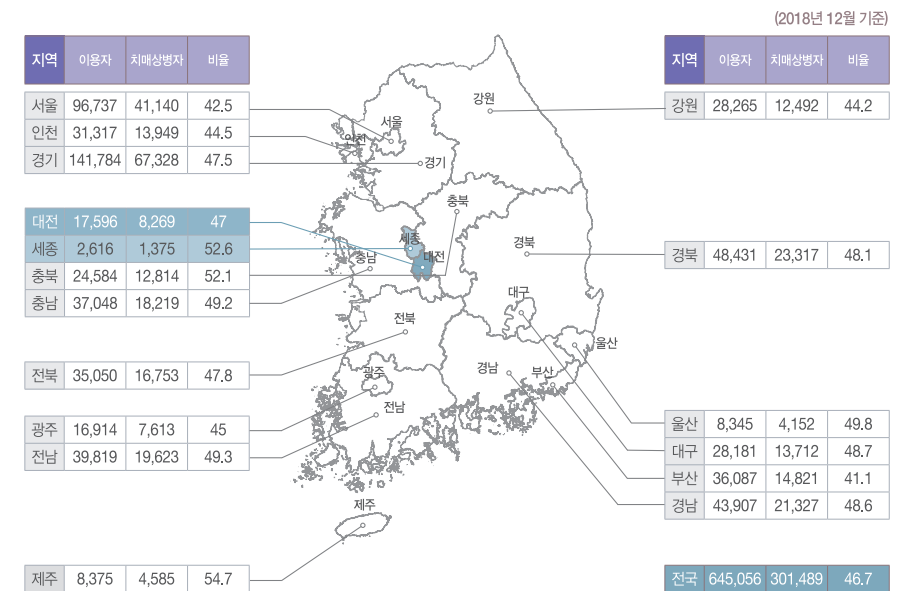 (2018년 12월 기준)
지역 이용자 치매상병자 비율
서울 96,737 41,140 42.5
인천 31,317 13,949 44.5
경기 141,784 67,328 47.5
대전 17,596 8,269 47
세종 2,616 1,375 52.6
충북 24,584 12,814 52.1
충남 37,048 18,219 49.2
전북 35,050 16,753 47.8
광주 16,914 7,613 45
전남 39,819 19,623 49.3
제주 8,375 4,585 54.7
강원
서울
인천
경기
충북
세종
대전
충남
경북
대구
전북
울산
광주
경남
부산
전남
제주
지역 이용자 치매상병자 비율
강원 28,265 12,492 44.2
경북 48,431 23,317 48.1
울산 8,345 4,152 49.8
대구 28,181 13,712 48.7
부산 36,087 14,821 41.1
경남 43,907 21,327 48.6
전국 645,056 301,489 46.7